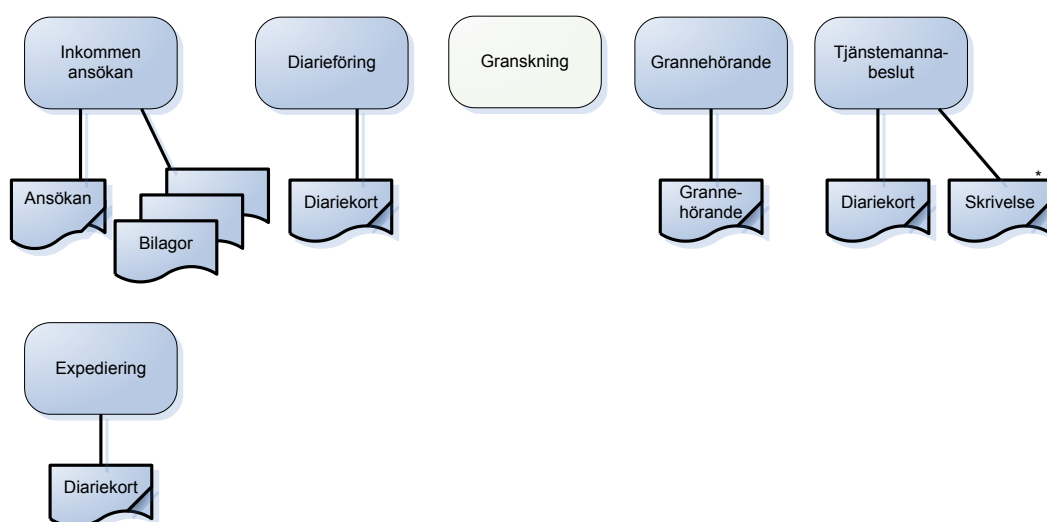 Inkommen
ansökan
Diarieföring
Granskning
Grannehörande
Tjänstemanna-
beslut
Ansökan
Bilagor
Diariekort
Granne-
hörande
Diariekort
*
Skrivelse
Expediering
Diariekort